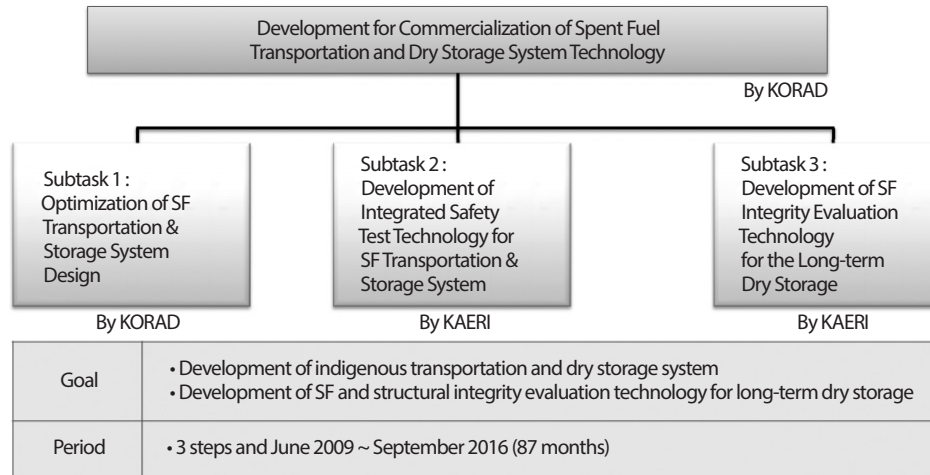 Development for Commercialization of Spent Fuel
Transportation and Dry Storage System Technology
By KORAD
Subtask 1 :
Optimization of SF
Transportation &
Storage System
Design
By KORAD
Subtask 2 :
Development of
Integrated Safety
Test Technology for
SF Transportation &
Storage System
By KAERI
Subtask 3 :
Development of SF
Integrity Evaluation
Technology
for the Long-term
Dry Storage
By KAERI
Goal
• Development of indigenous transportation and dry storage system
• Development of SF and structural integrity evaluation technology for long-term dry storage
Period
• 3 steps and June 2009 ~ September 2016 (87 months)